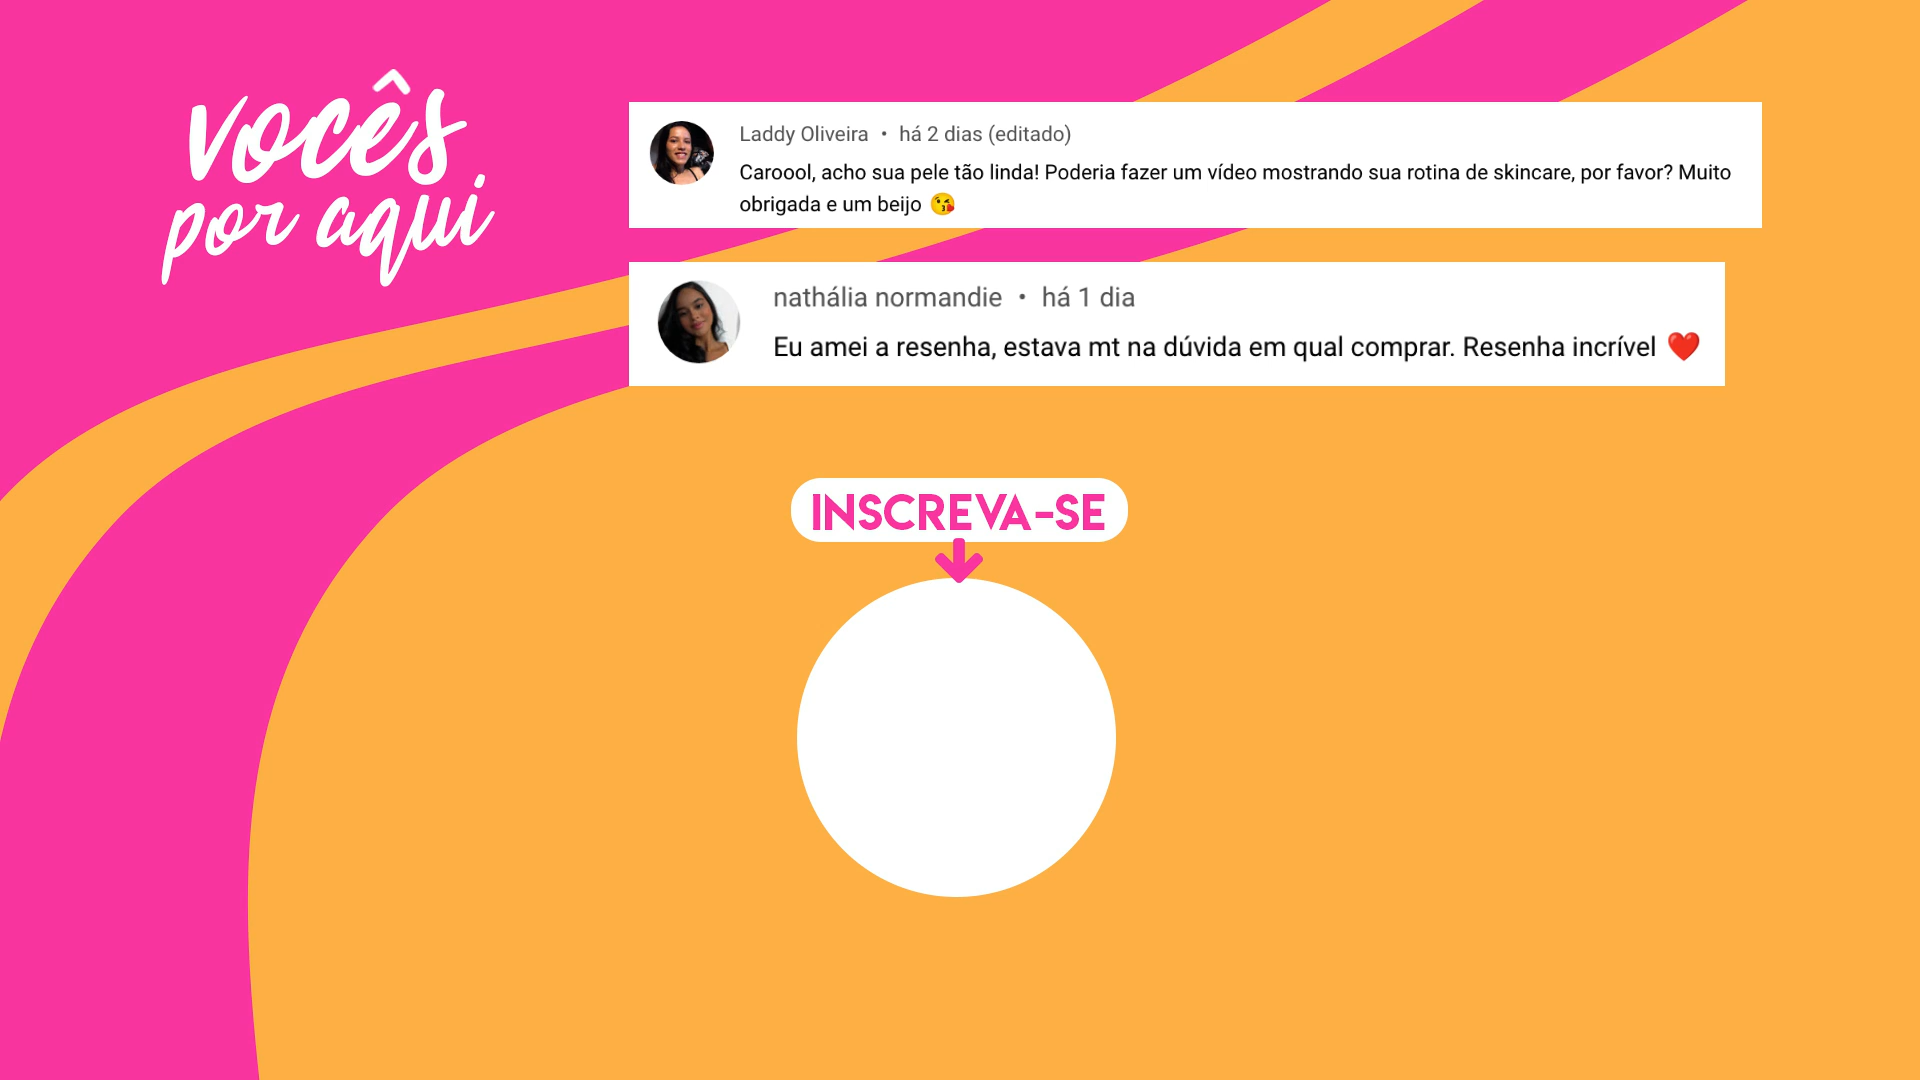 vocês
por aqui
Laddy Oliveira • há 2 dias (editado)
Caroool, acho sua pele tão linda! Poderia fazer um vídeo mostrando sua rotina de skincare, por favor? Muito
obrigada e um beijo 😘
nathália normandie • há 1 dia
Eu amei a resenha, estava mt na dúvida em qual comprar. Resenha incrível ❤️
INSCREVA-SE